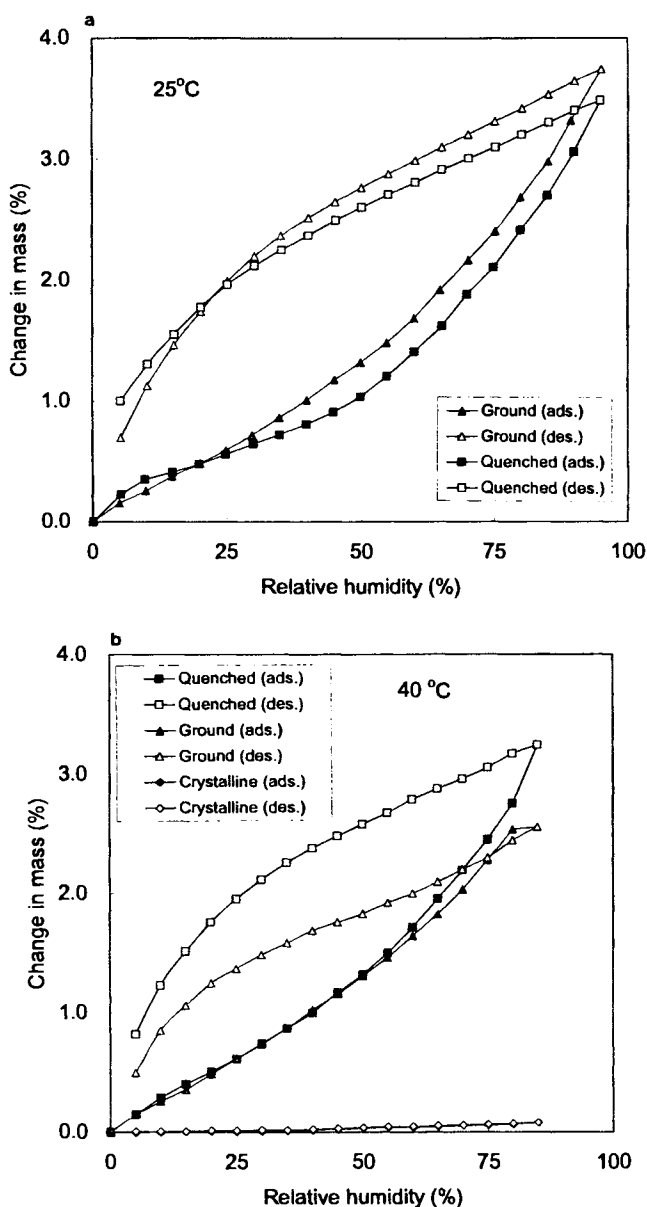 a
4.0
25°C
3.0
Change in mass (%)
2.0
1.0
Ground (ads.)
Ground (des.)
Quenched (ads.)
Quenched (des.)
0.0
0 25 50 75 100
Relative humidity (%)
b
4.0
Quenched (ads.)
40 °C
Quenched (des.)
Ground (ads.)
Ground (des.)
3.0
Crystalline (ads.)
Crystalline (des.)
Change in mass (%)
2.0
1.0
0.0
0 25 50 75 100
Relative humidity (%)